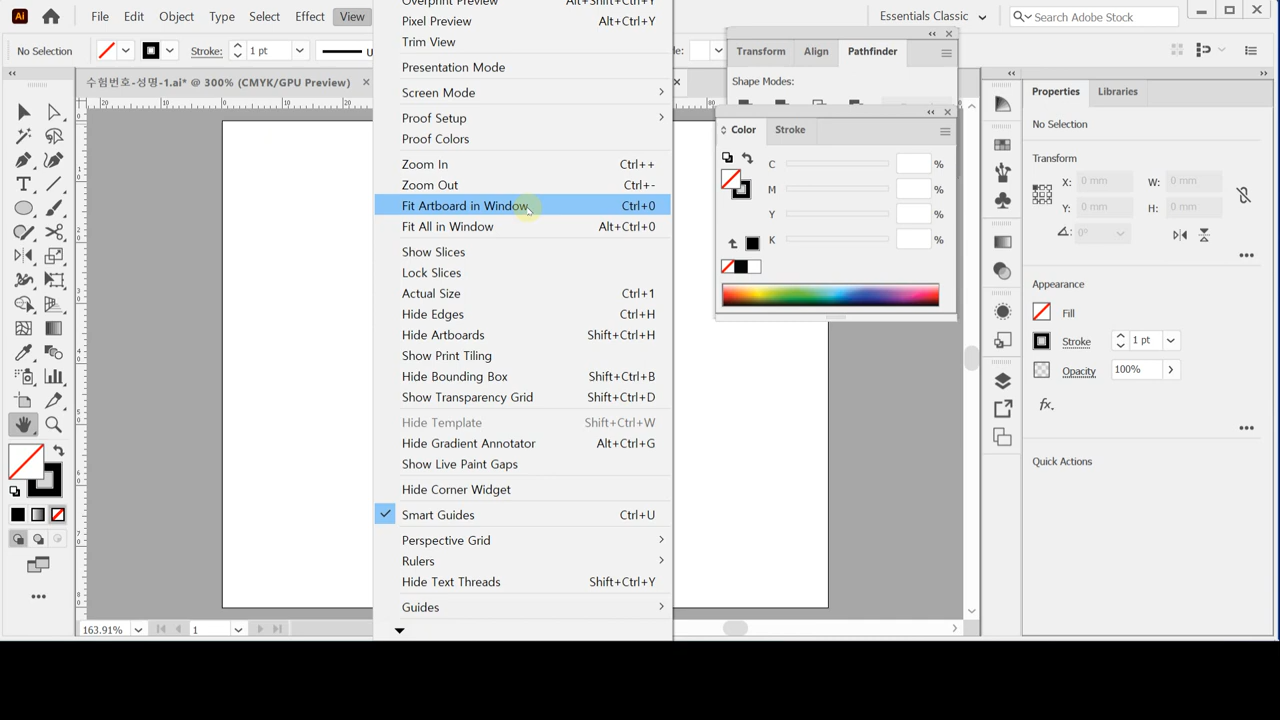 Ai File Edit Object Type Select Effect View Essentials Classic Search Adobe Stock
No Selection Stroke: 1 pt
수험번호-성명-1.ai* @ 300% (CMYK/GPU Preview)
Overprint Preview Alt+Shift+Ctrl+Y
Pixel Preview Alt+Ctrl+Y
Trim View
Presentation Mode
Screen Mode
Proof Setup
Proof Colors
Zoom In Ctrl++
Zoom Out Ctrl+-
Fit Artboard in Window Ctrl+0
Fit All in Window Alt+Ctrl+0
Show Slices
Lock Slices
Actual Size Ctrl+1
Hide Edges Ctrl+H
Hide Artboards Shift+Ctrl+H
Show Print Tiling
Hide Bounding Box Shift+Ctrl+B
Show Transparency Grid Shift+Ctrl+D
Hide Template Shift+Ctrl+W
Hide Gradient Annotator Alt+Ctrl+G
Show Live Paint Gaps
Hide Corner Widget
Smart Guides Ctrl+U
Perspective Grid
Rulers
Hide Text Threads Shift+Ctrl+Y
Guides
163.91% 1
Transform Align Pathfinder
Shape Modes:
Color Stroke
C %
M %
Y %
K %
Properties Libraries
No Selection
Transform
X: 0 mm W: 0 mm
Y: 0 mm H: 0 mm
0°
Appearance
Fill
Stroke 1 pt
Opacity 100%
fx
Quick Actions